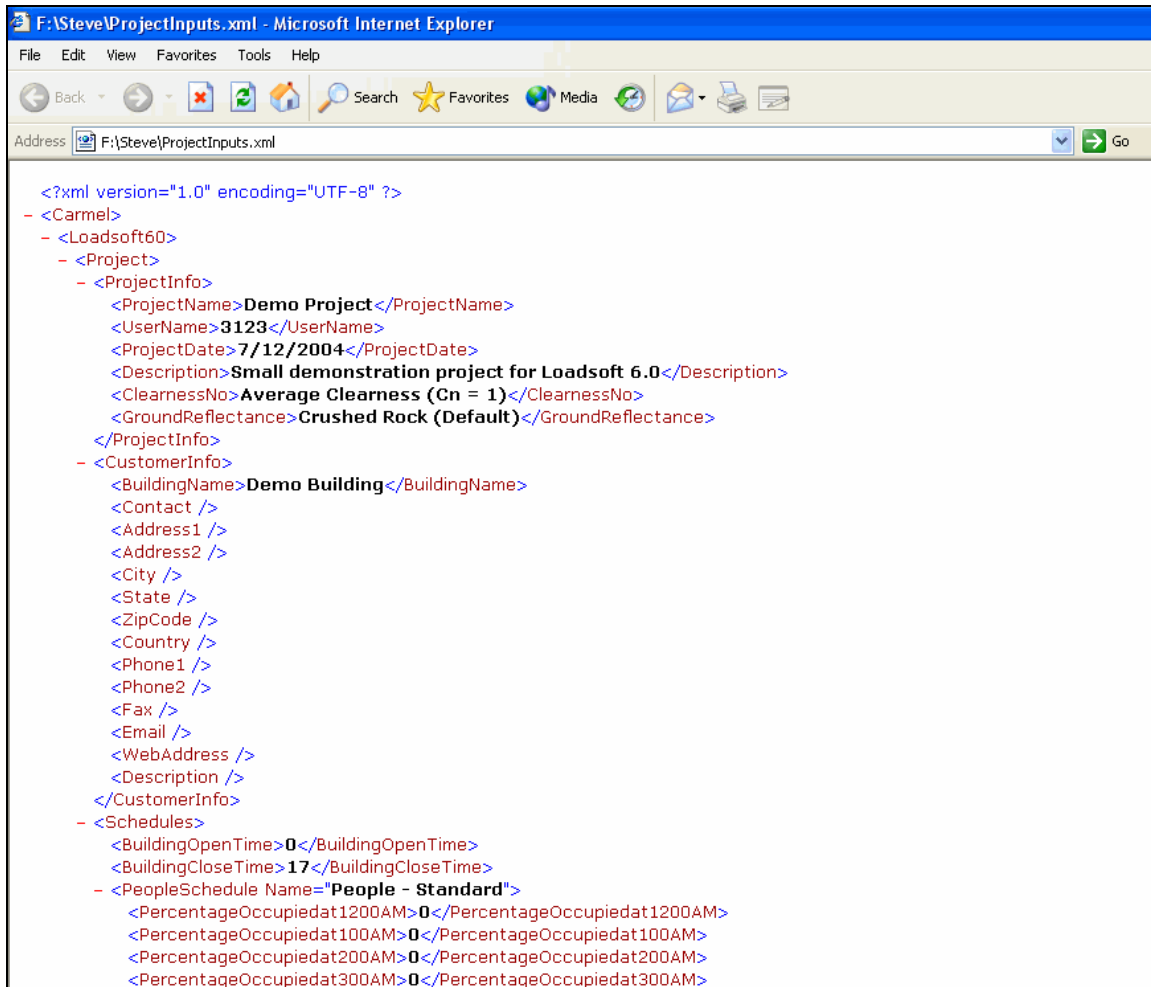 F:\Steve\ProjectInputs.xml - Microsoft Internet Explorer
File Edit View Favorites Tools Help
Back Search Favorites Media
Address F:\Steve\ProjectInputs.xml Go
<?xml version="1.0" encoding="UTF-8" ?>
- <Carmel>
- <Loadsoft60>
- <Project>
- <ProjectInfo>
<ProjectName>Demo Project</ProjectName>
<UserName>3123</UserName>
<ProjectDate>7/12/2004</ProjectDate>
<Description>Small demonstration project for Loadsoft 6.0</Description>
<ClearnessNo>Average Clearness (Cn = 1)</ClearnessNo>
<GroundReflectance>Crushed Rock (Default)</GroundReflectance>
</ProjectInfo>
- <CustomerInfo>
<BuildingName>Demo Building</BuildingName>
<Contact />
<Address1 />
<Address2 />
<City />
<State />
<ZipCode />
<Country />
<Phone1 />
<Phone2 />
<Fax />
<Email />
<WebAddress />
<Description />
</CustomerInfo>
- <Schedules>
<BuildingOpenTime>0</BuildingOpenTime>
<BuildingCloseTime>17</BuildingCloseTime>
- <PeopleSchedule Name="People - Standard">
<PercentageOccupiedat1200AM>0</PercentageOccupiedat1200AM>
<PercentageOccupiedat100AM>0</PercentageOccupiedat100AM>
<PercentageOccupiedat200AM>0</PercentageOccupiedat200AM>
<PercentageOccupiedat300AM>0</PercentageOccupiedat300AM>